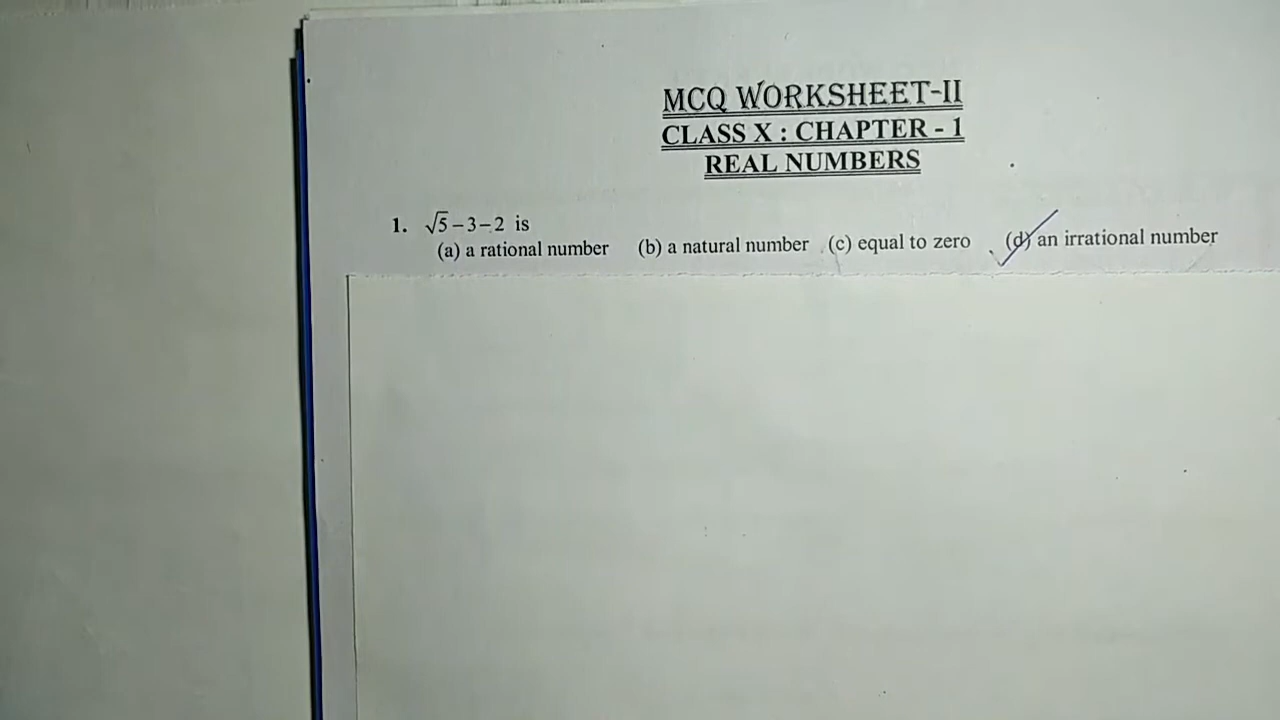 MCQ WORKSHEET-II
CLASS X : CHAPTER - 1
REAL NUMBERS
1. √5 – 3 – 2 is
(a) a rational number (b) a natural number (c) equal to zero (d) an irrational number